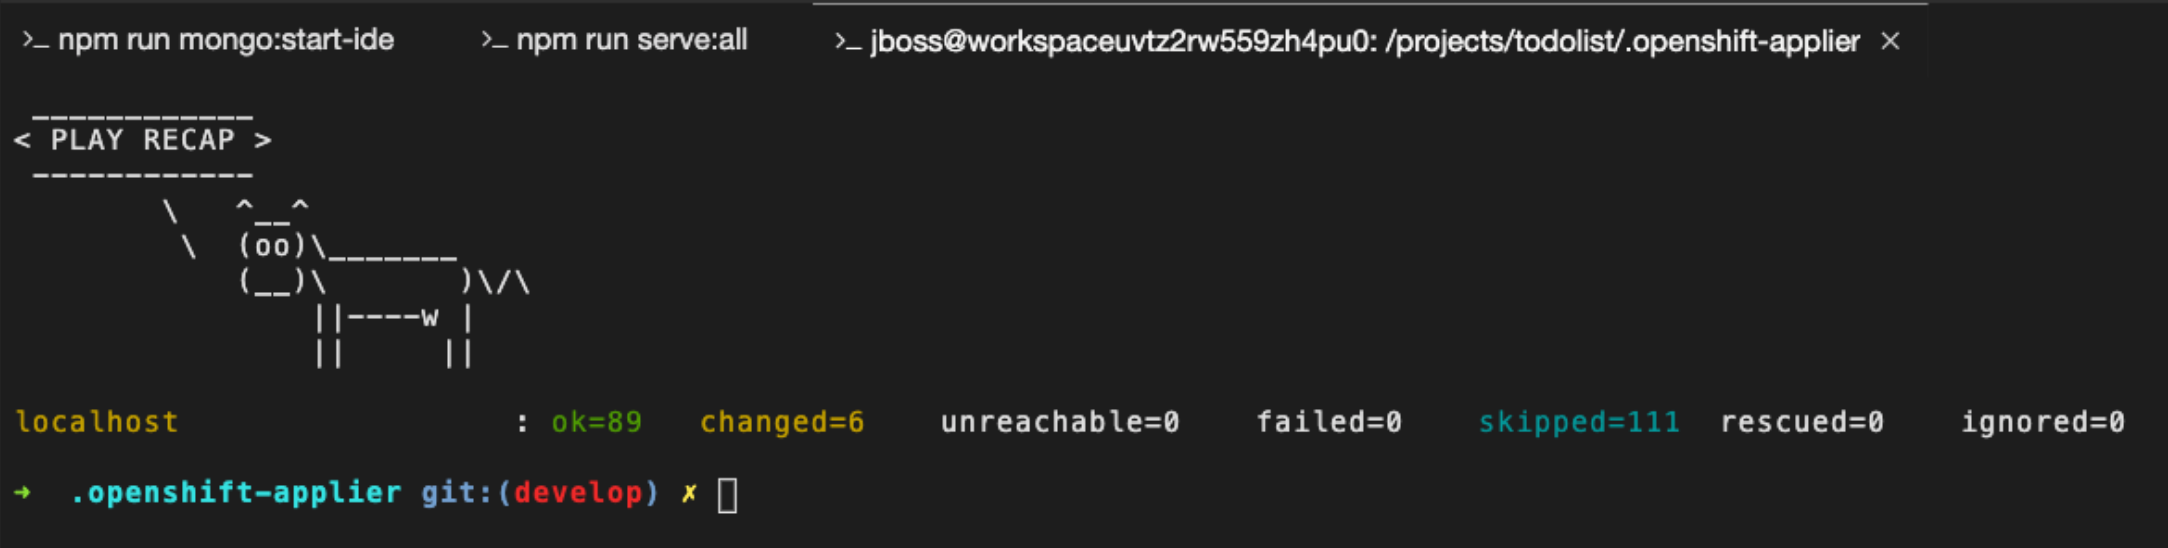 >_ npm run mongo:start-ide >_ npm run serve:all >_ jboss@workspaceuvtz2rw559zh4pu0: /projects/todolist/.openshift-applier ×
 ____________
< PLAY RECAP >
 ------------
        \   ^__^
         \  (oo)\_______
            (__)\       )\/\
                ||----w |
                ||     ||
localhost : ok=89 changed=6 unreachable=0 failed=0 skipped=111 rescued=0 ignored=0
➜ .openshift-applier git:(develop) ✗